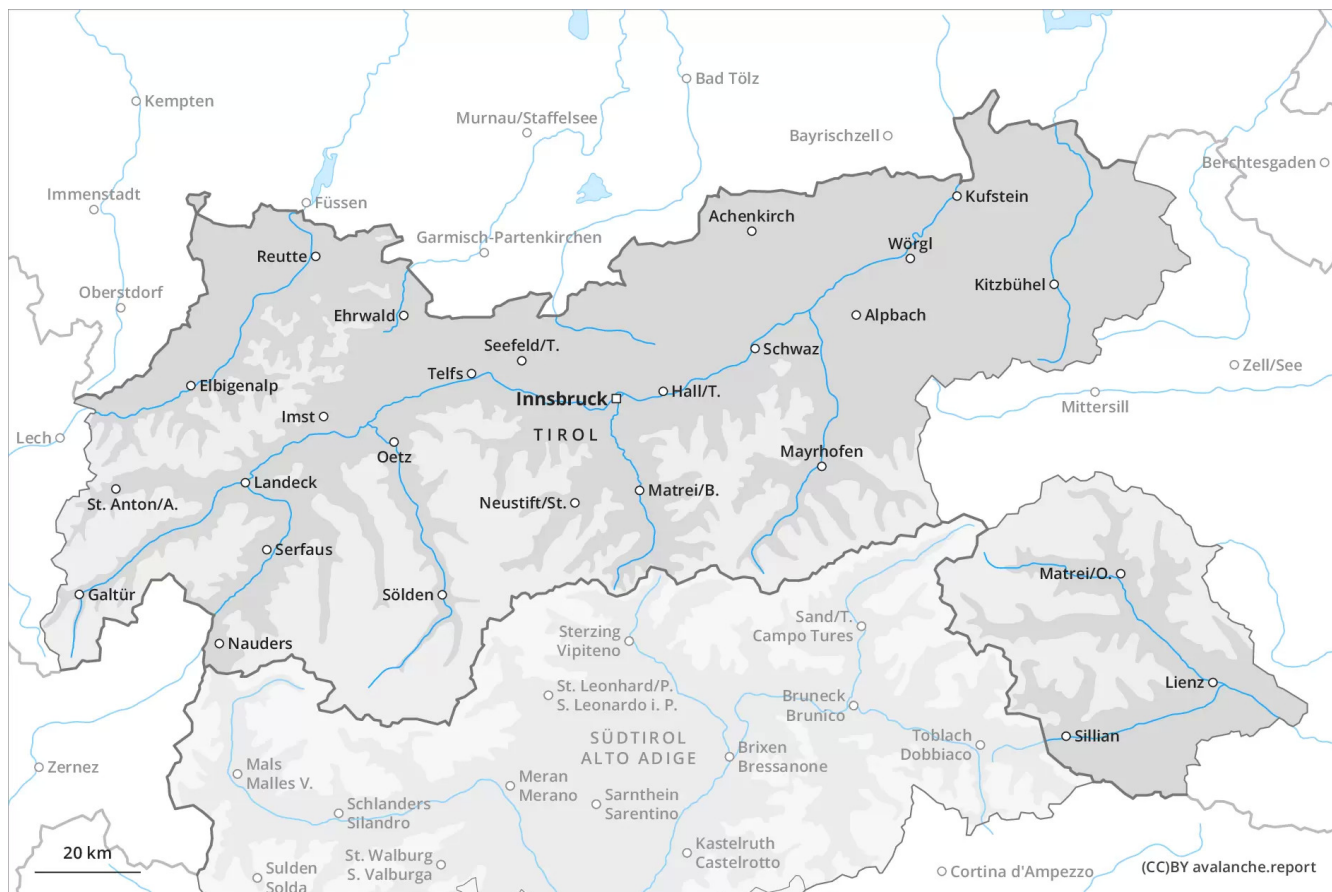 Bad Tölz
Kempten
Murnau/Staffelsee
Bayrischzell
Berchtesgaden
Immenstadt
Füssen
Kufstein
Achenkirch
Garmisch-Partenkirchen
Wörgl
Reutte
Kitzbühel
Oberstdorf
Ehrwald
Alpbach
Seefeld/T.
Schwaz
Zell/See
Telfs
Elbigenalp
Innsbruck
Hall/T.
Mittersill
Imst
Lech
TIROL
Oetz
Mayrhofen
Landeck
St. Anton/A.
Neustift/St.
Matrei/B.
Serfaus
Matrei/O.
Galtür
Sölden
Sand/T.
Campo Tures
Sterzing
Vipiteno
Nauders
Lienz
St. Leonhard/P.
S. Leonardo i. P.
Bruneck
Brunico
Toblach
Dobbiaco
Sillian
SÜDTIROL
ALTO ADIGE
Brixen
Bressanone
Zernez
Mals
Malles V.
Meran
Merano
Sarnthein
Sarentino
Schlanders
Silandro
Kastelruth
Castelrotto
20 km
St. Walburg
S. Valburga
Sulden
Solda
Cortina d'Ampezzo
(CC)BY avalanche.report